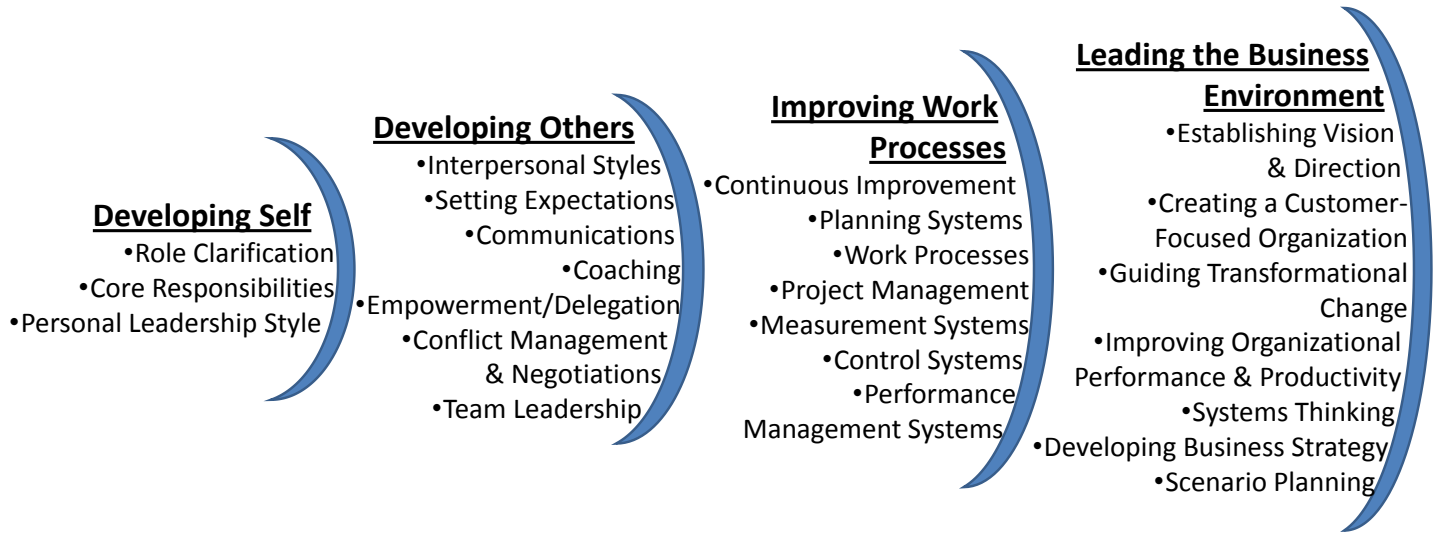 Developing Self
•Role Clarification
•Core Responsibilities
•Personal Leadership Style
Developing Others
•Interpersonal Styles
•Setting Expectations
•Communications
•Coaching
•Empowerment/Delegation
•Conflict Management
& Negotiations
•Team Leadership
Improving Work
Processes
•Continuous Improvement
•Planning Systems
•Work Processes
•Project Management
•Measurement Systems
•Control Systems
•Performance
Management Systems
Leading the Business
Environment
•Establishing Vision
& Direction
•Creating a Customer-
Focused Organization
•Guiding Transformational
Change
•Improving Organizational
Performance & Productivity
•Systems Thinking
•Developing Business Strategy
•Scenario Planning